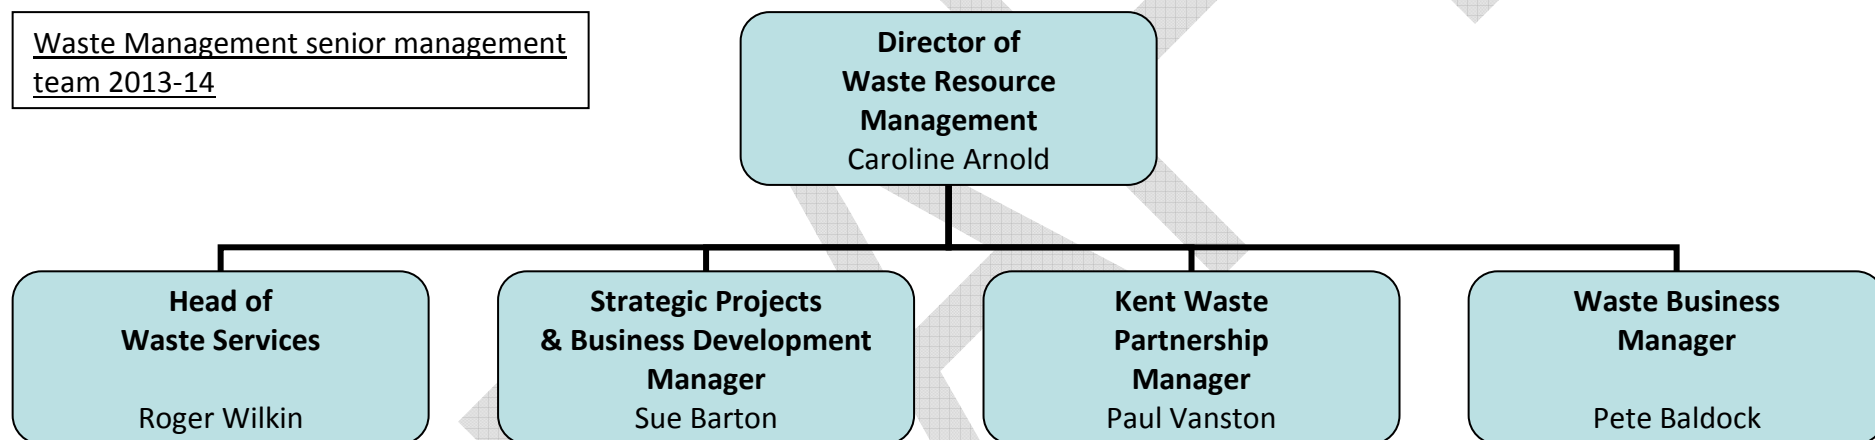 Waste Management senior management
team 2013-14
Director of
Waste Resource
Management
Caroline Arnold
Head of
Waste Services
Roger Wilkin
Strategic Projects
& Business Development
Manager
Sue Barton
Kent Waste
Partnership
Manager
Paul Vanston
Waste Business
Manager
Pete Baldock